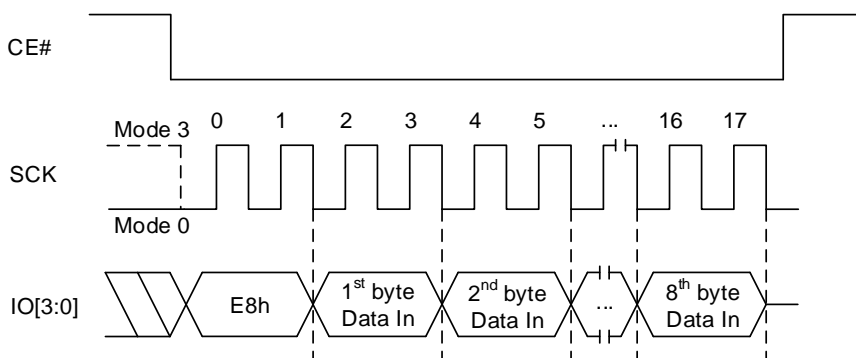 CE#
Mode 3 0 1 2 3 4 5 ... 16 17
SCK
Mode 0
IO[3:0] E8h 1st byte Data In 2nd byte Data In ... 8th byte Data In